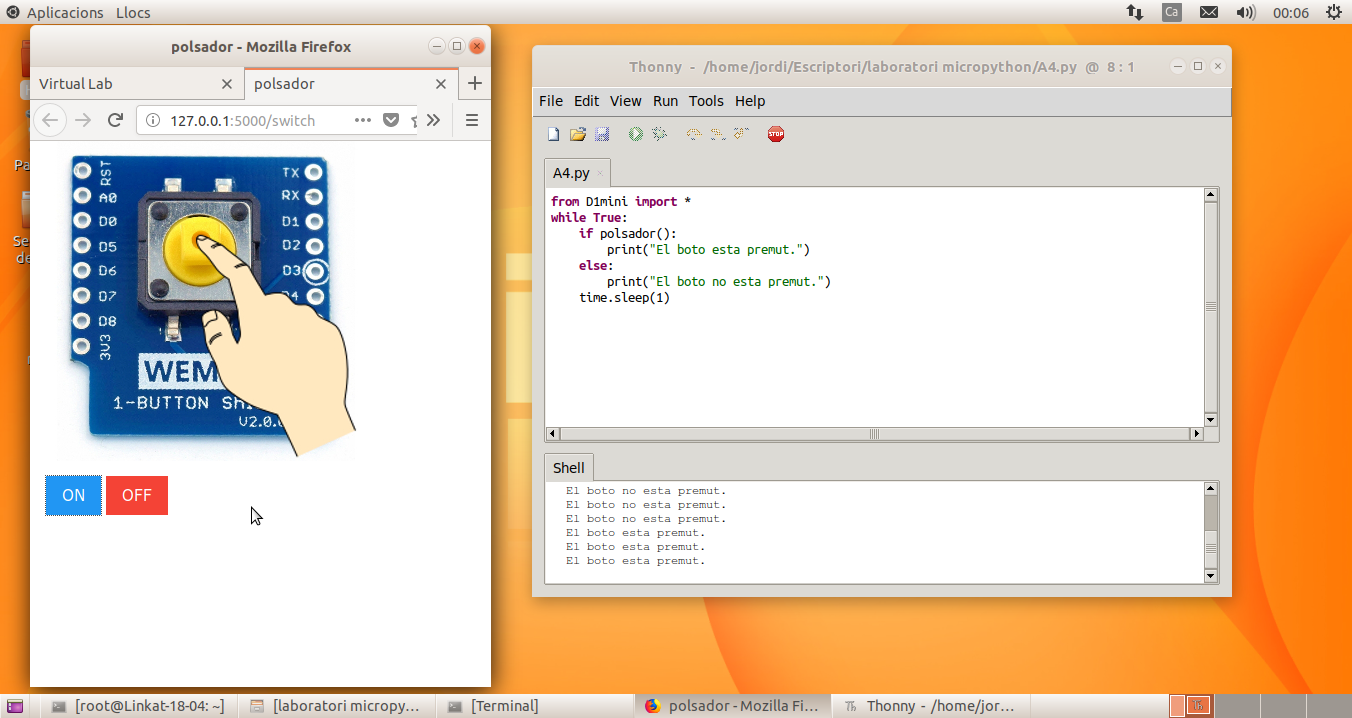 Aplicacions Llocs
Ca
00:06
polsador - Mozilla Firefox
Virtual Lab
polsador
127.0.0.1:5000/switch
RST
A0
D0
D5
D6
D7
D8
3V3
TX
RX
D1
D2
D3
D4
WEM
1-BUTTON SHI
V2.0.0
ON
OFF
Thonny - /home/jordi/Escriptori/laboratori micropython/A4.py @ 8 : 1
File Edit View Run Tools Help
STOP
A4.py
from D1mini import *
while True:
if polsador():
print("El boto esta premut.")
else:
print("El boto no esta premut.")
time.sleep(1)
Shell
El boto no esta premut.
El boto no esta premut.
El boto no esta premut.
El boto esta premut.
El boto esta premut.
El boto esta premut.
Pa
Se
de
[root@Linkat-18-04: ~]
[laboratori micropy...
[Terminal]
polsador - Mozilla Fi...
Thonny - /home/jor...